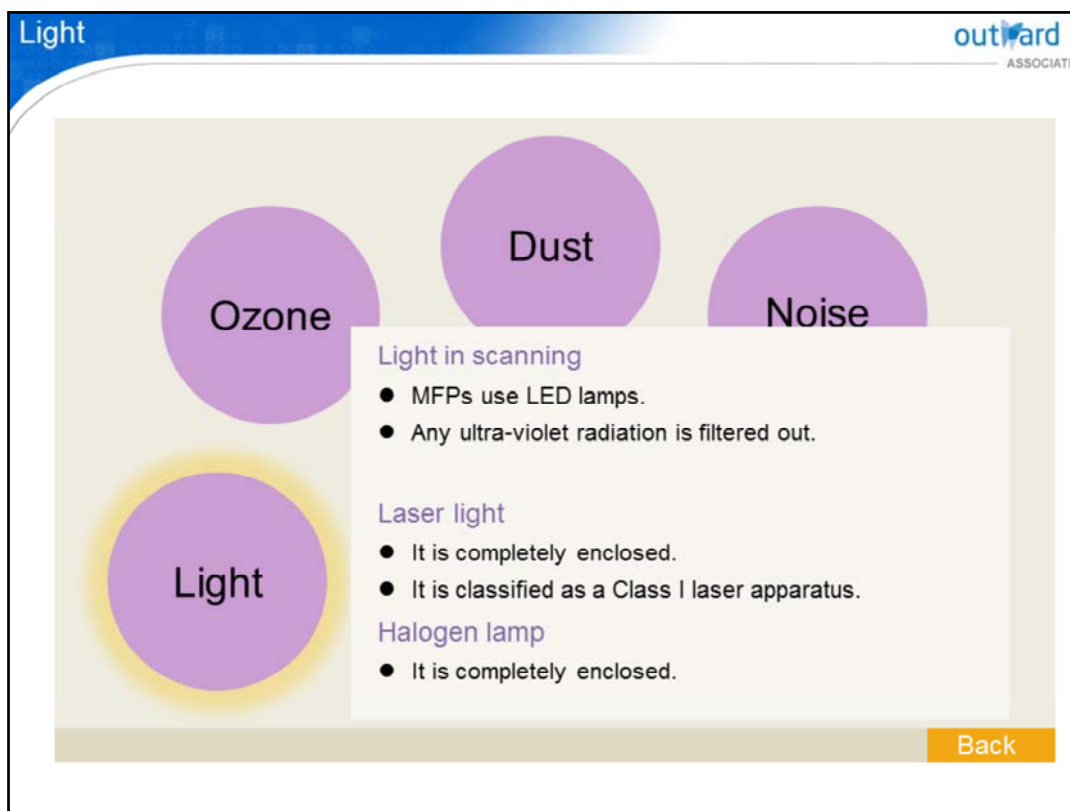 Light
outward
ASSOCIAT
Dust
Ozone
Noise
Light in scanning
● MFPs use LED lamps.
● Any ultra-violet radiation is filtered out.
Laser light
● It is completely enclosed.
● It is classified as a Class I laser apparatus.
Light
Halogen lamp
● It is completely enclosed.
Back